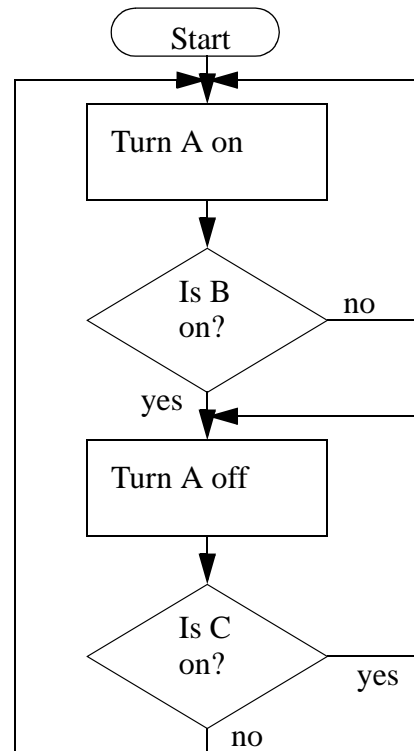 Start
Turn A on
Is B
on?
no
yes
Turn A off
Is C
on?
yes
no